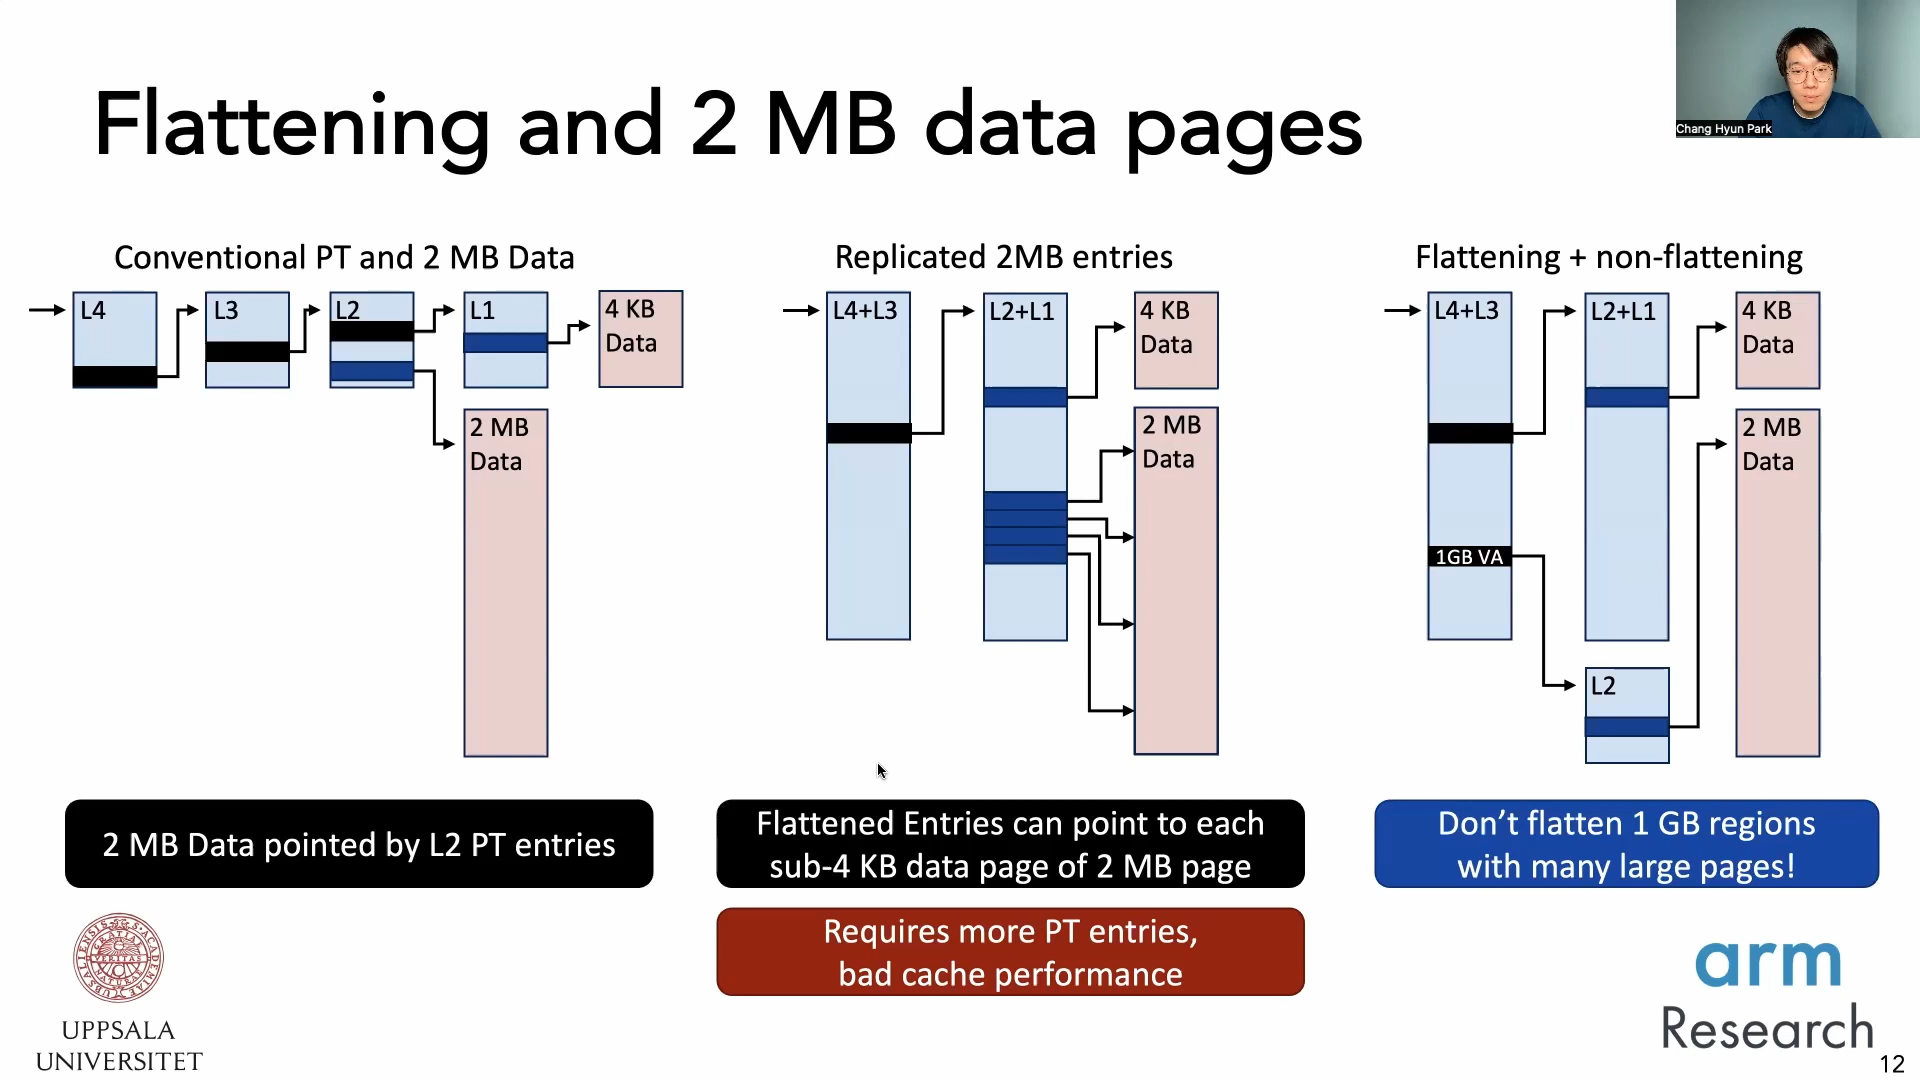 Flattening and 2 MB data pages
Chang Hyun Park
Conventional PT and 2 MB Data
L4
L3
L2
L1
4 KB
Data
2 MB
Data
2 MB Data pointed by L2 PT entries
Replicated 2MB entries
L4+L3
L2+L1
4 KB
Data
2 MB
Data
Flattened Entries can point to each
sub-4 KB data page of 2 MB page
Requires more PT entries,
bad cache performance
Flattening + non-flattening
L4+L3
L2+L1
4 KB
Data
1GB VA
2 MB
Data
L2
Don't flatten 1 GB regions
with many large pages!
UPPSALA
UNIVERSITET
arm
Research
12